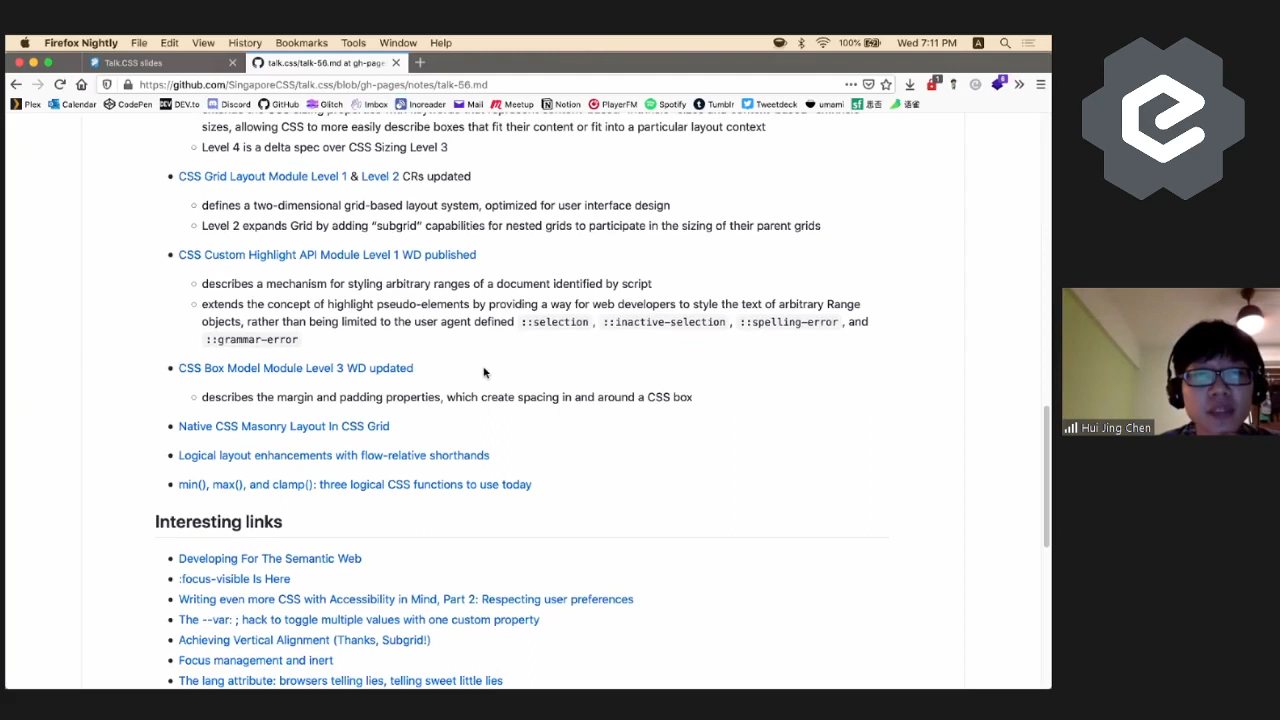 Firefox Nightly File Edit View History Bookmarks Tools Window Help 100% Wed 7:11 PM A
Talk.CSS slides talk.css/talk-56.md at gh-page
https://github.com/SingaporeCSS/talk.css/blob/gh-pages/notes/talk-56.md
Plex Calendar CodePen DEV.to Discord GitHub Glitch Imbox Inoreader Mail Meetup Notion PlayerFM Spotify Tumblr Tweetdeck umami 思否 语雀
sizes, allowing CSS to more easily describe boxes that fit their content or fit into a particular layout context
Level 4 is a delta spec over CSS Sizing Level 3
CSS Grid Layout Module Level 1 & Level 2 CRs updated
defines a two-dimensional grid-based layout system, optimized for user interface design
Level 2 expands Grid by adding “subgrid” capabilities for nested grids to participate in the sizing of their parent grids
CSS Custom Highlight API Module Level 1 WD published
describes a mechanism for styling arbitrary ranges of a document identified by script
extends the concept of highlight pseudo-elements by providing a way for web developers to style the text of arbitrary Range
objects, rather than being limited to the user agent defined ::selection , ::inactive-selection , ::spelling-error , and
::grammar-error
CSS Box Model Module Level 3 WD updated
describes the margin and padding properties, which create spacing in and around a CSS box
Native CSS Masonry Layout In CSS Grid
Logical layout enhancements with flow-relative shorthands
min(), max(), and clamp(): three logical CSS functions to use today
Interesting links
Developing For The Semantic Web
:focus-visible Is Here
Writing even more CSS with Accessibility in Mind, Part 2: Respecting user preferences
The --var: ; hack to toggle multiple values with one custom property
Achieving Vertical Alignment (Thanks, Subgrid!)
Focus management and inert
The lang attribute: browsers telling lies, telling sweet little lies
Hui Jing Chen